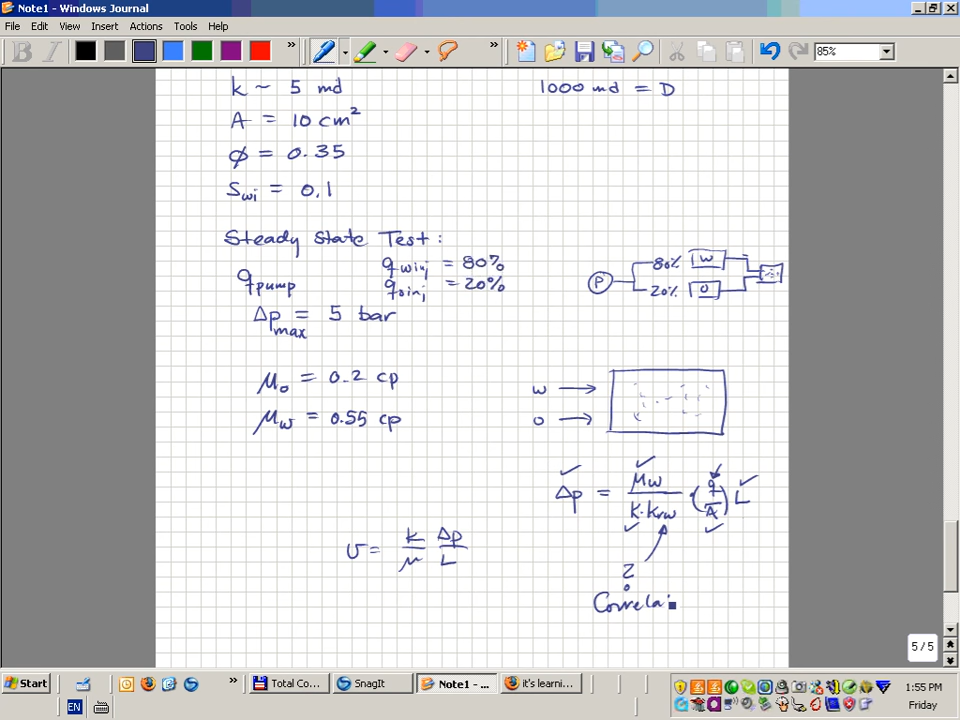 Note1 - Windows Journal
File Edit View Insert Actions Tools Help
B I 85%
k ~ 5 md 1000 md = D
A = 10 cm²
ϕ = 0.35
Swi = 0.1
Steady State Test:
qwinj = 80%
qpump qoinj = 20%
Δpmax = 5 bar
P 80% W
20% O
μo = 0.2 cp
μw = 0.55 cp
w →
o →
Δp = μw / (k·krw) · (q/A) L
v = k/μ Δp/L
?
Correla
5/5
Start Total Co... SnagIt Note1 - ... it's learni... 1:55 PM
EN Friday